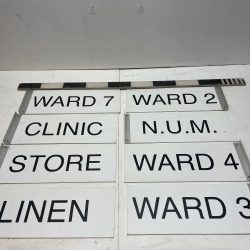 WARD 7
WARD 2
CLINIC
N.U.M.
STORE
WARD 4
LINEN
WARD 3